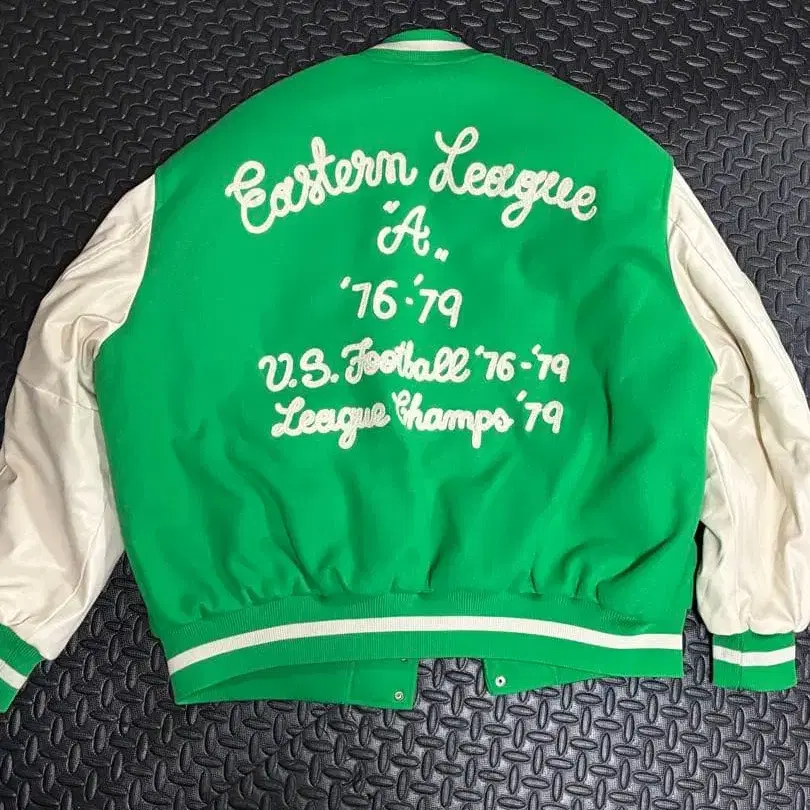 Eastern League
"A"
'76-'79
U.S. Football '76-'79
League Champs '79